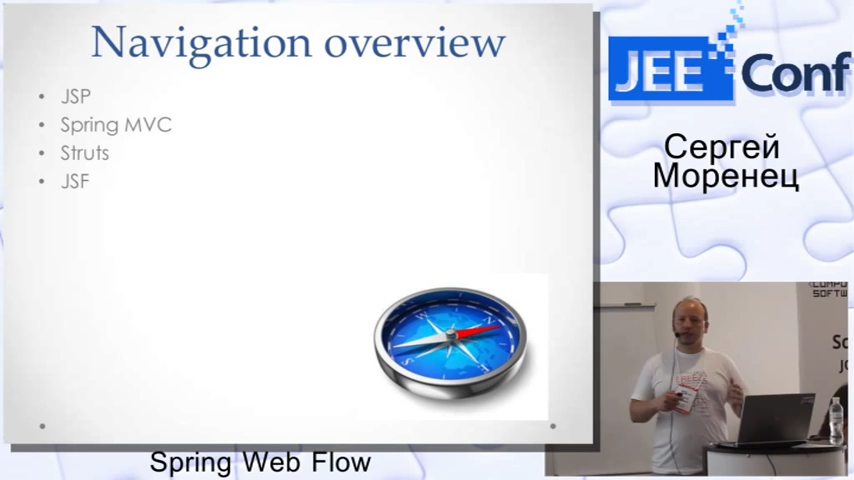 Navigation overview
• JSP
• Spring MVC
• Struts
• JSF
JEE Conf
Сергей
Моренец
Spring Web Flow